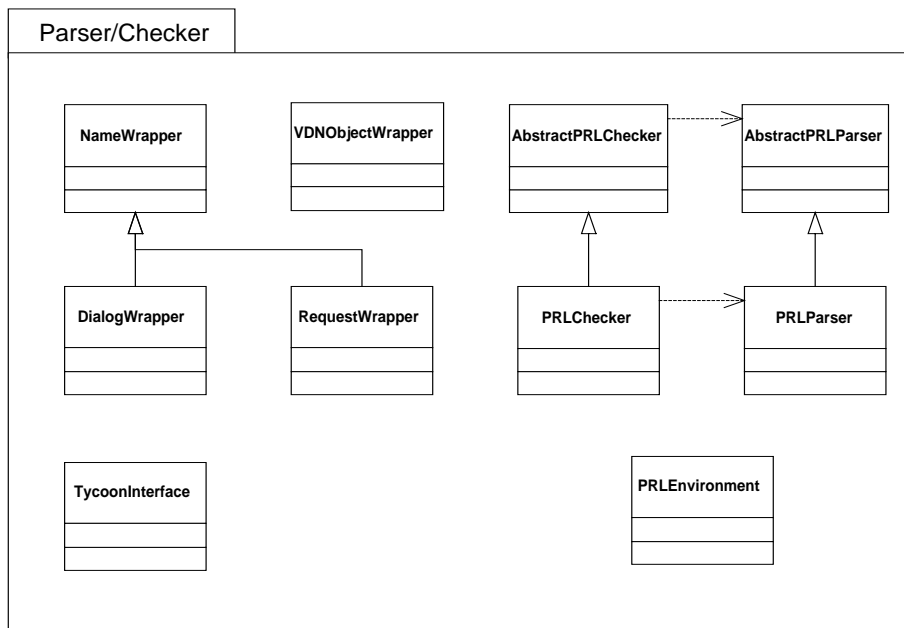 Parser/Checker
NameWrapper
VDNObjectWrapper
AbstractPRLChecker
AbstractPRLParser
DialogWrapper
RequestWrapper
PRLChecker
PRLParser
TycoonInterface
PRLEnvironment